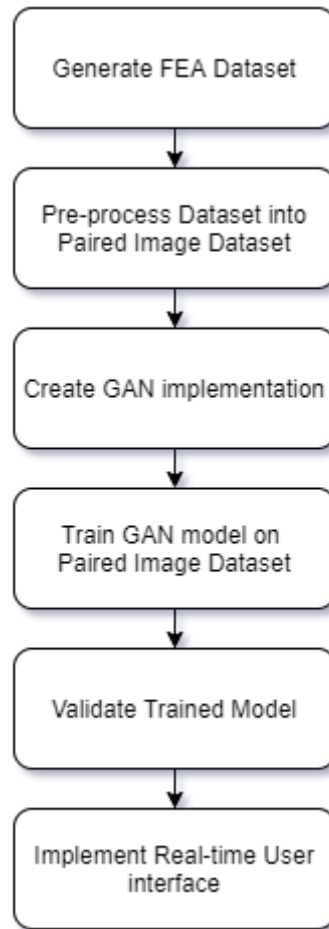 Generate FEA Dataset
Pre-process Dataset into
Paired Image Dataset
Create GAN implementation
Train GAN model on
Paired Image Dataset
Validate Trained Model
Implement Real-time User
interface